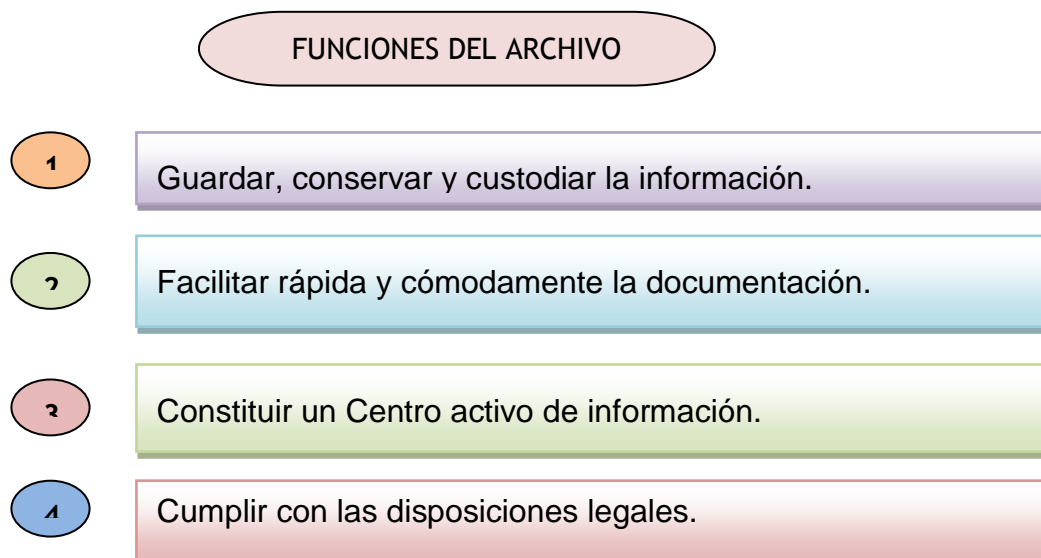 FUNCIONES DEL ARCHIVO
1
Guardar, conservar y custodiar la información.
2
Facilitar rápida y cómodamente la documentación.
3
Constituir un Centro activo de información.
4
Cumplir con las disposiciones legales.